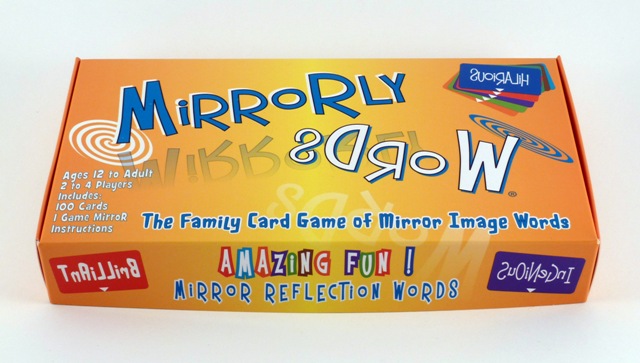 MiRRoRLY
HiLARiOUS
WoRDs®
Ages 12 to Adult
2 to 4 Players
Includes:
100 Cards
1 Game MirroR
Instructions
The Family Card Game of Mirror Image Words
BRilliAnT
AMAZiNG FUN !
InGeNiOUS
MiRROR REFLECTiON WORDS